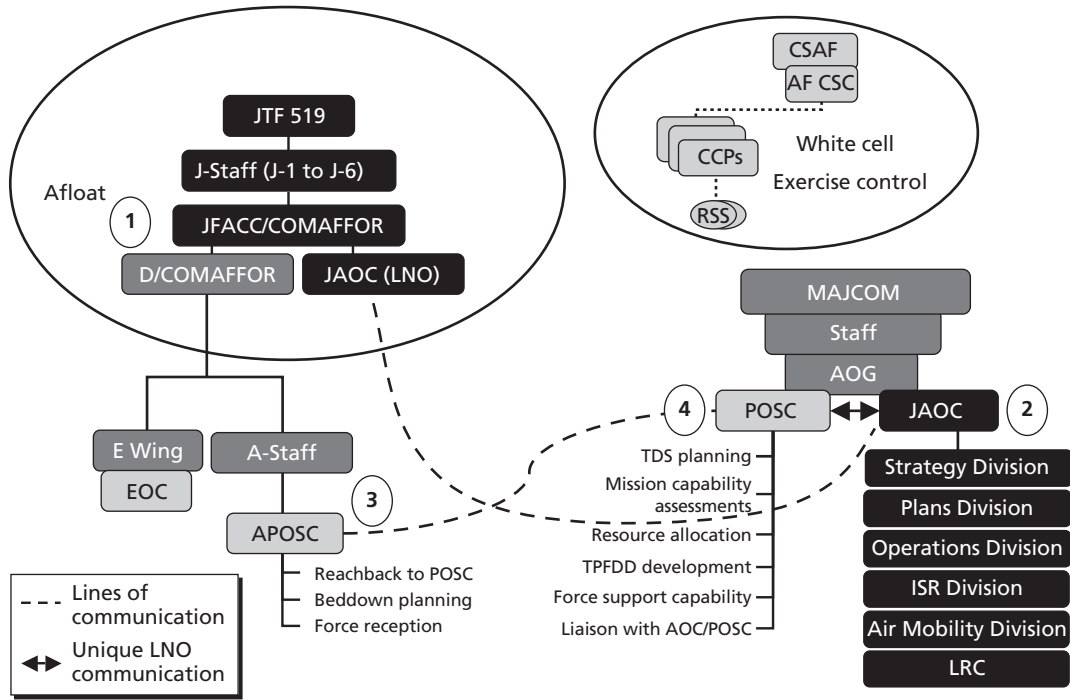 JTF 519
J-Staff (J-1 to J-6)
Afloat
1
JFACC/COMAFFOR
D/COMAFFOR
JAOC (LNO)
CSAF
AF CSC
CCPs
White cell
Exercise control
RSS
MAJCOM
Staff
AOG
4
POSC
JAOC
2
E Wing
EOC
A-Staff
3
APOSC
Reachback to POSC
Beddown planning
Force reception
TDS planning
Mission capability
assessments
Resource allocation
TPFDD development
Force support capability
Liaison with AOC/POSC
Strategy Division
Plans Division
Operations Division
ISR Division
Air Mobility Division
LRC
Lines of
communication
Unique LNO
communication